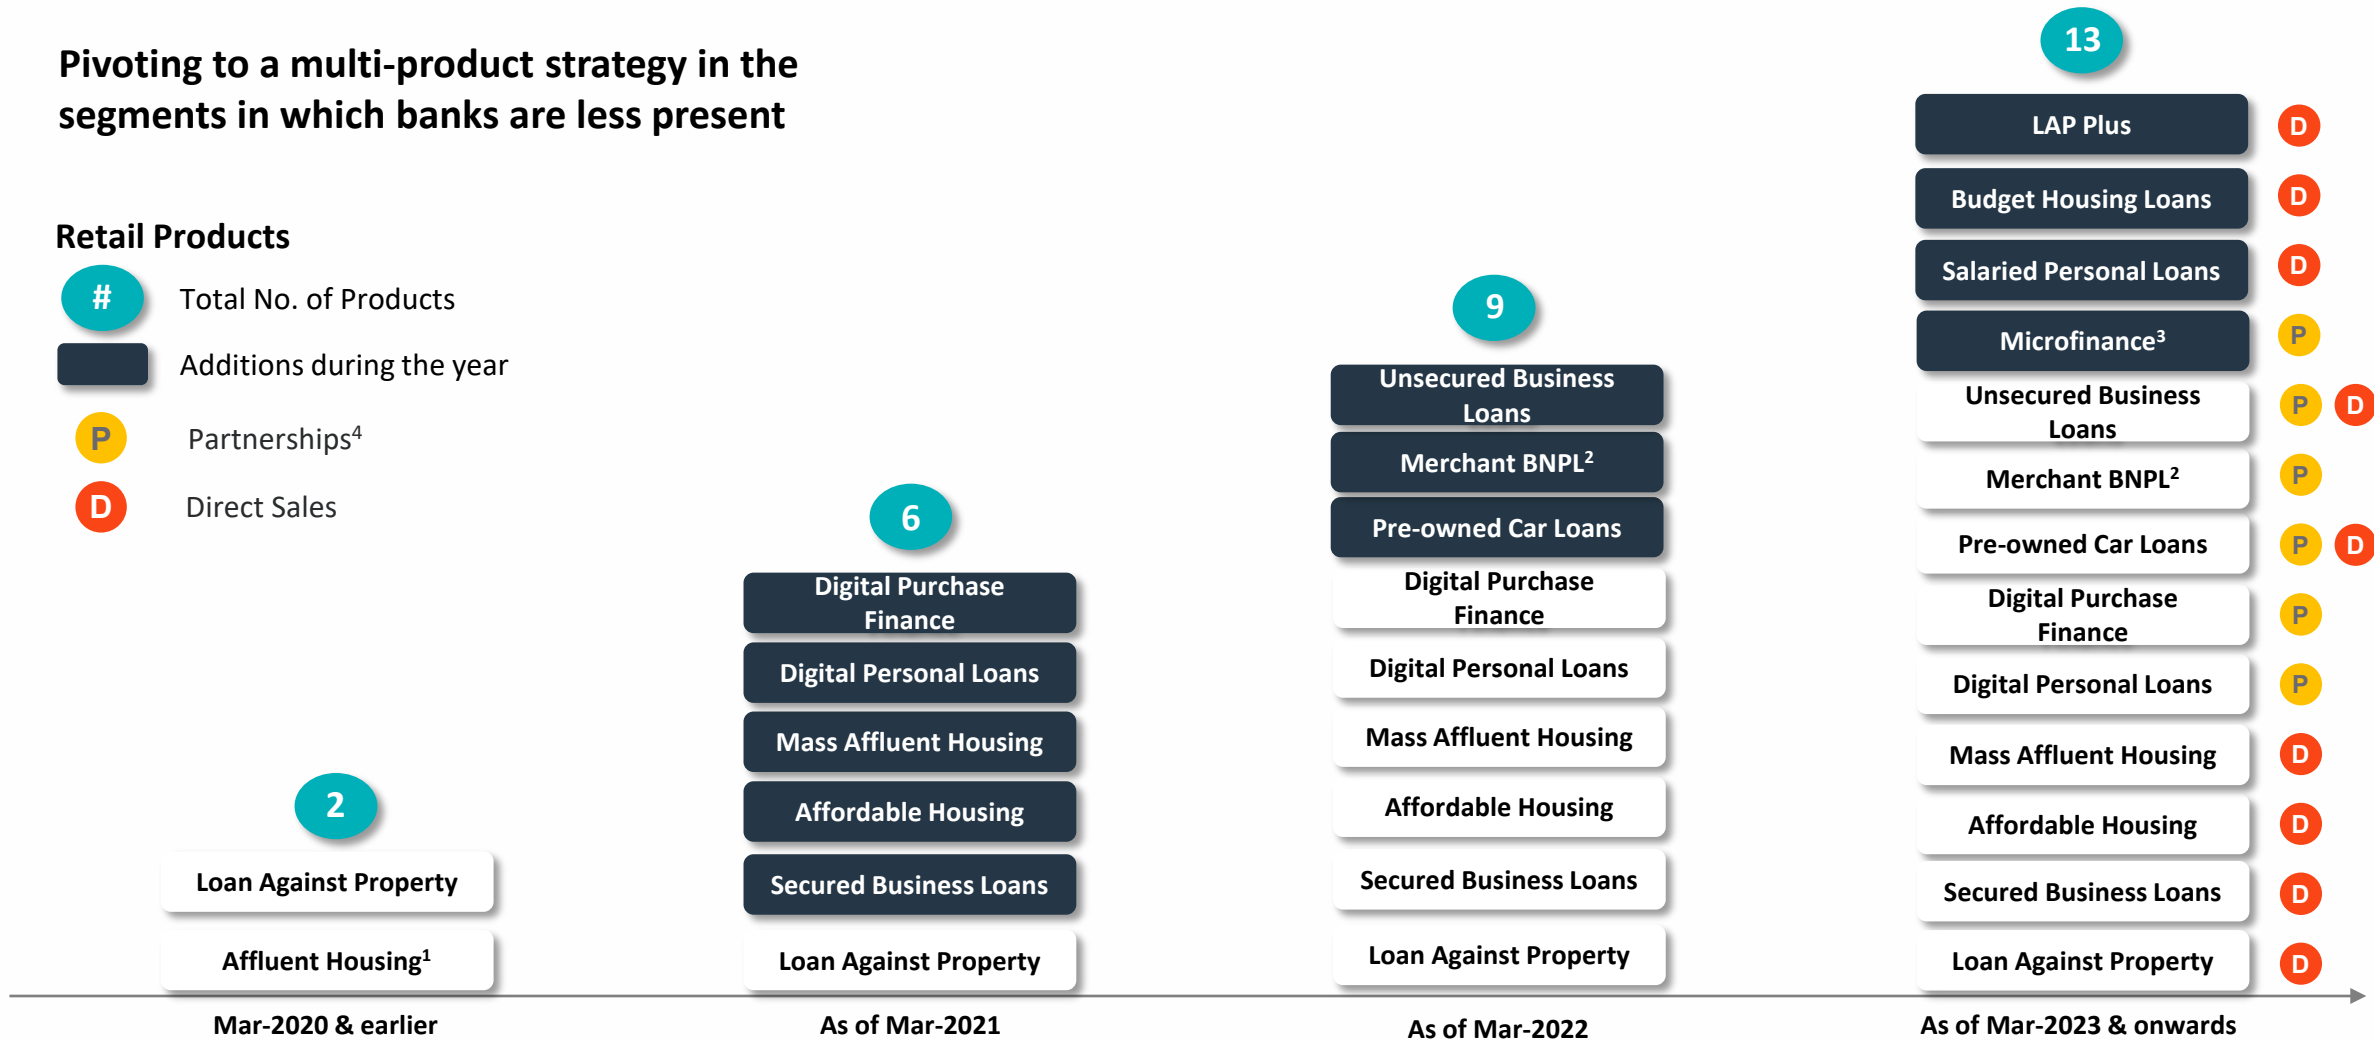 Pivoting to a multi-product strategy in the
segments in which banks are less present
Retail Products
# Total No. of Products
Additions during the year
P Partnerships4
D Direct Sales
2
Loan Against Property
Affluent Housing1
Mar-2020 & earlier
6
Digital Purchase
Finance
Digital Personal Loans
Mass Affluent Housing
Affordable Housing
Secured Business Loans
Loan Against Property
As of Mar-2021
9
Unsecured Business
Loans
Merchant BNPL2
Pre-owned Car Loans
Digital Purchase
Finance
Digital Personal Loans
Mass Affluent Housing
Affordable Housing
Secured Business Loans
Loan Against Property
As of Mar-2022
13
LAP Plus D
Budget Housing Loans D
Salaried Personal Loans D
Microfinance3 P
Unsecured Business
Loans P D
Merchant BNPL2 P
Pre-owned Car Loans P D
Digital Purchase
Finance P
Digital Personal Loans P
Mass Affluent Housing D
Affordable Housing D
Secured Business Loans D
Loan Against Property D
As of Mar-2023 & onwards